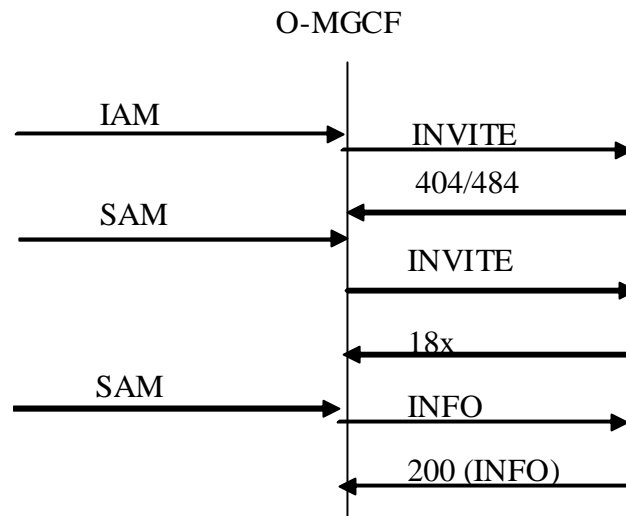 O-MGCF
IAM
INVITE
404/484
SAM
INVITE
18x
SAM
INFO
200 (INFO)